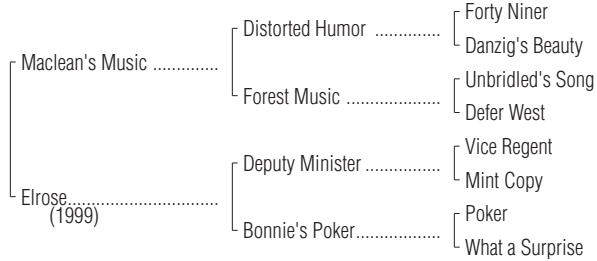 Forty Niner
Distorted Humor ..............
Danzig's Beauty
Maclean's Music ..............
Unbridled's Song
Forest Music ....................
Defer West
Vice Regent
Deputy Minister ................
Mint Copy
Elrose................................
(1999)
Poker
Bonnie's Poker..................
What a Surprise